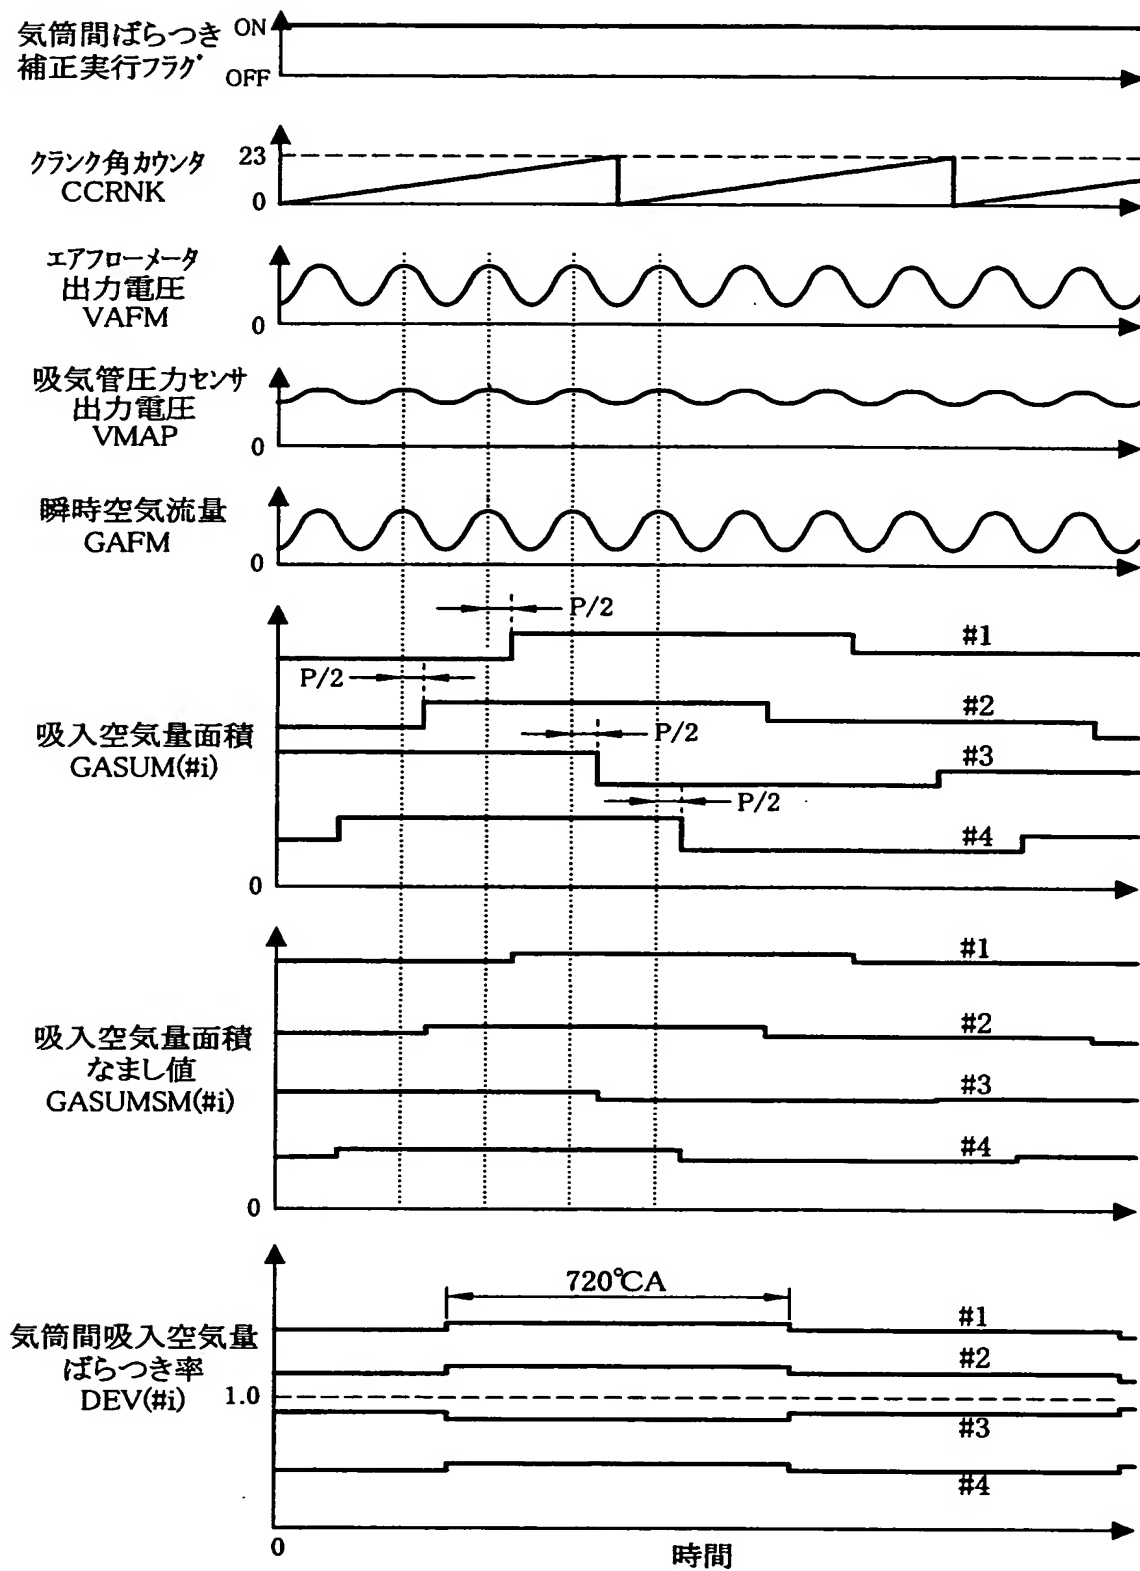 気筒間ばらつき
補正実行フラグ
ON
OFF
クランク角カウンタ
CCRNK
23
0
エアフローメータ
出力電圧
VAFM
0
吸気管圧力センサ
出力電圧
VMAP
0
瞬時空気流量
GAFM
0
P/2
#1
P/2
#2
吸入空気量面積
GASUM(#i)
P/2
#3
P/2
#4
0
#1
#2
吸入空気量面積
なまし値
GASUMSM(#i)
#3
#4
0
720℃A
気筒間吸入空気量
ばらつき率
DEV(#i)
1.0
#1
#2
#3
#4
0
時間